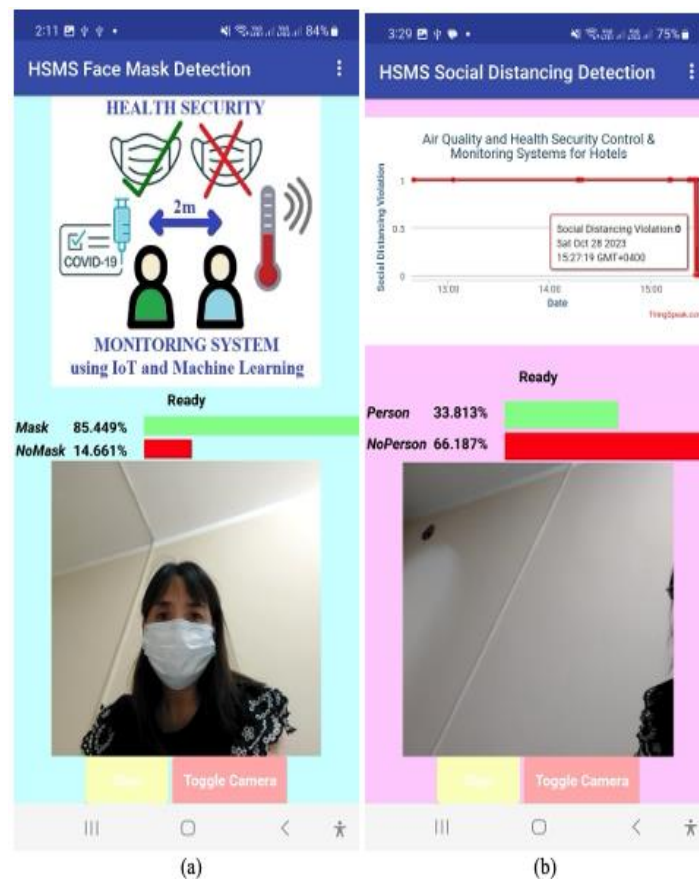 2:11 84%
HSMS Face Mask Detection
HEALTH SECURITY
2m
COVID-19
MONITORING SYSTEM
using IoT and Machine Learning
Ready
Mask 85.449%
NoMask 14.661%
Toggle Camera
(a)
3:29 75%
HSMS Social Distancing Detection
Air Quality and Health Security Control &
Monitoring Systems for Hotels
Social Distancing Violation
1
0.5
0
Social Distancing Violation:0
Sat Oct 28 2023
15:27:19 GMT+0400
13:00 14:00 15:00
Date
ThingSpeak.com
Ready
Person 33.813%
NoPerson 66.187%
Toggle Camera
(b)